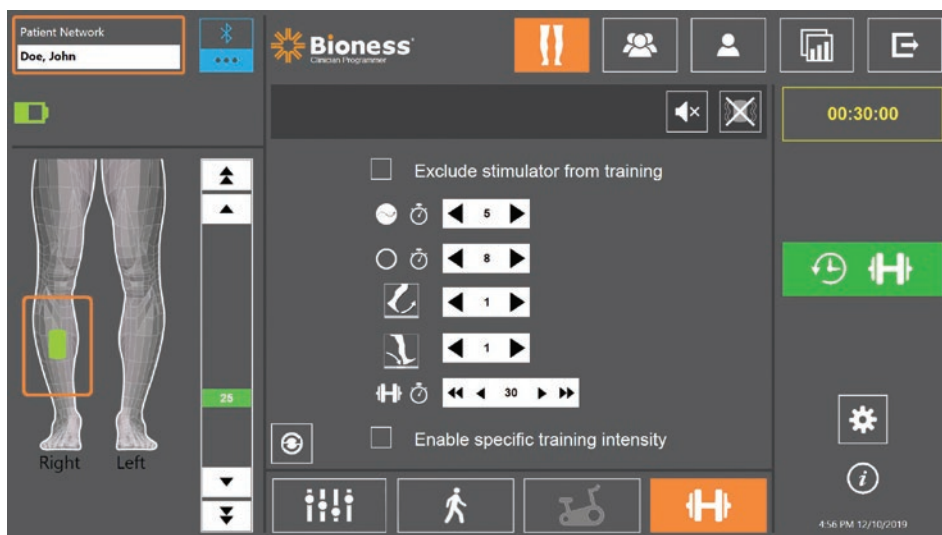 Patient Network
Doe, John
Bioness
Clinician Programmer
00:30:00
Exclude stimulator from training
5
8
1
1
30
25
Enable specific training intensity
Right
Left
i
4:56 PM 12/10/2019